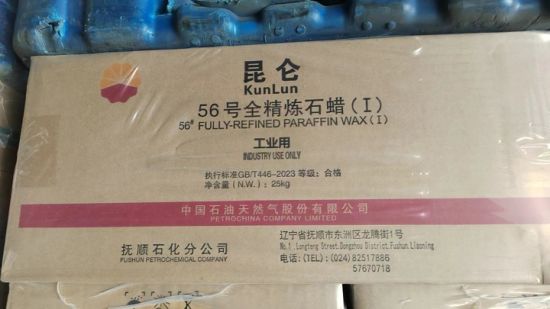 昆仑
KunLun
56号全精炼石蜡(I)
56# FULLY-REFINED PARAFFIN WAX(I)
工业用
INDUSTRY USE ONLY
执行标准GB/T446-2023 等级:合格
净含量(N.W.):25kg
中国石油天然气股份有限公司
PETROCHINA COMPANY LIMITED
抚顺石化分公司
FUSHUN PETROCHEMICAL COMPANY
辽宁省抚顺市东洲区龙腾街1号
No.1 ,Longteng Street,Dongzhou District,Fushun,Liaoning
电话:(TEL):(024)82517886
57670718